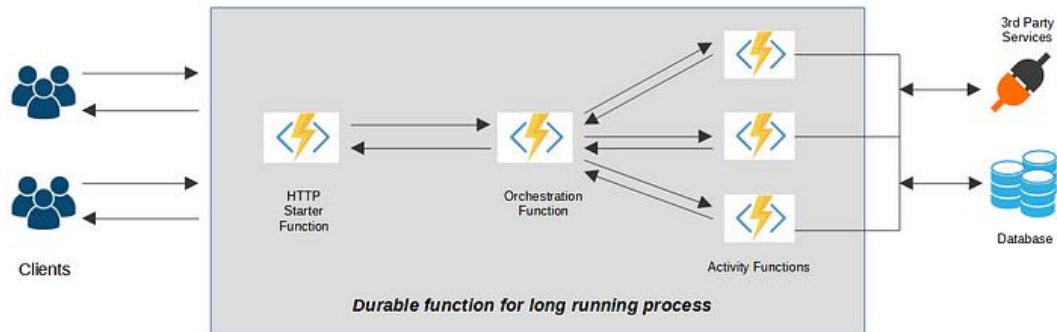 3rd Party
Services
HTTP
Starter
Function
Orchestration
Function
Activity Functions
Database
Clients
Durable function for long running process